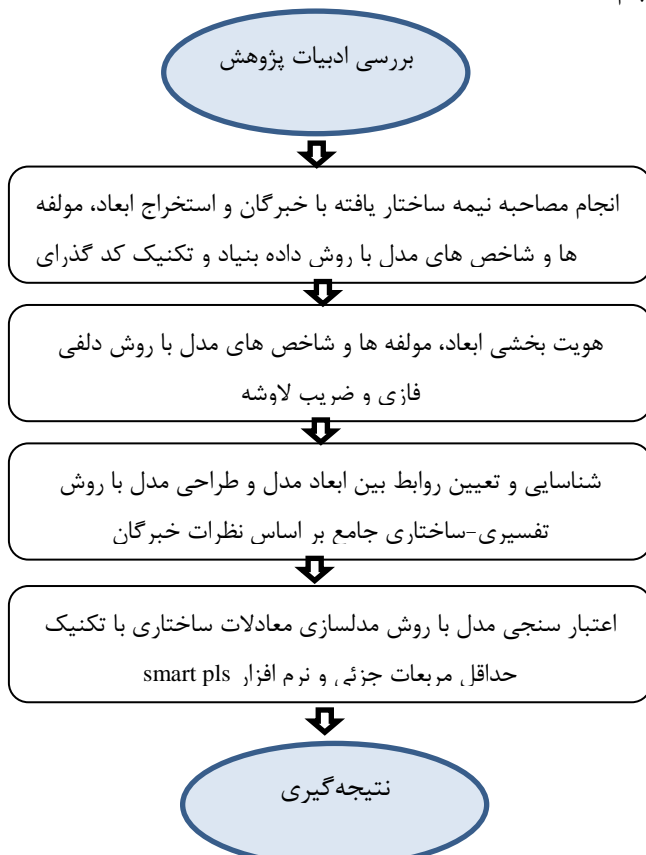 بررسی ادبیات پژوهش
انجام مصاحبه نیمه ساختار یافته با خبرگان و استخراج ابعاد، مولفه
ها و شاخص های مدل با روش داده بنیاد و تکنیک کد گذرای
هویت بخشی ابعاد، مولفه ها و شاخص های مدل با روش دلفی
فازی و ضریب لاوشه
شناسایی و تعیین روابط بین ابعاد مدل و طراحی مدل با روش
تفسیری-ساختاری جامع بر اساس نظرات خبرگان
اعتبار سنجی مدل با روش مدلسازی معادلات ساختاری با تکنیک
حداقل مربعات جزئی و نرم افزار smart pls
نتیجه‌گیری